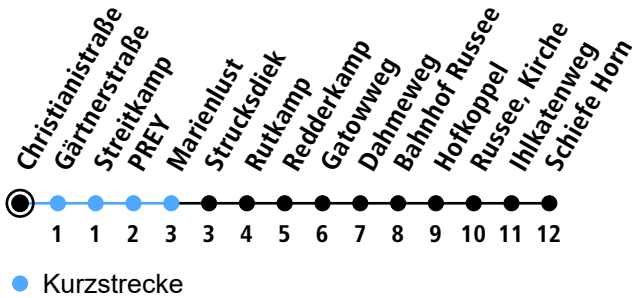 Christianistraße
Gärtnerstraße
Streitkamp
PREY
Marienlust
Strucksdiek
Rutkamp
Redderkamp
Gatowweg
Dahmeweg
Bahnhof Russee
Hofkoppel
Russee, Kirche
Ihlkatenweg
Schiefe Horn
1 1 2 3 3 4 5 6 7 8 9 10 11 12
Kurzstrecke